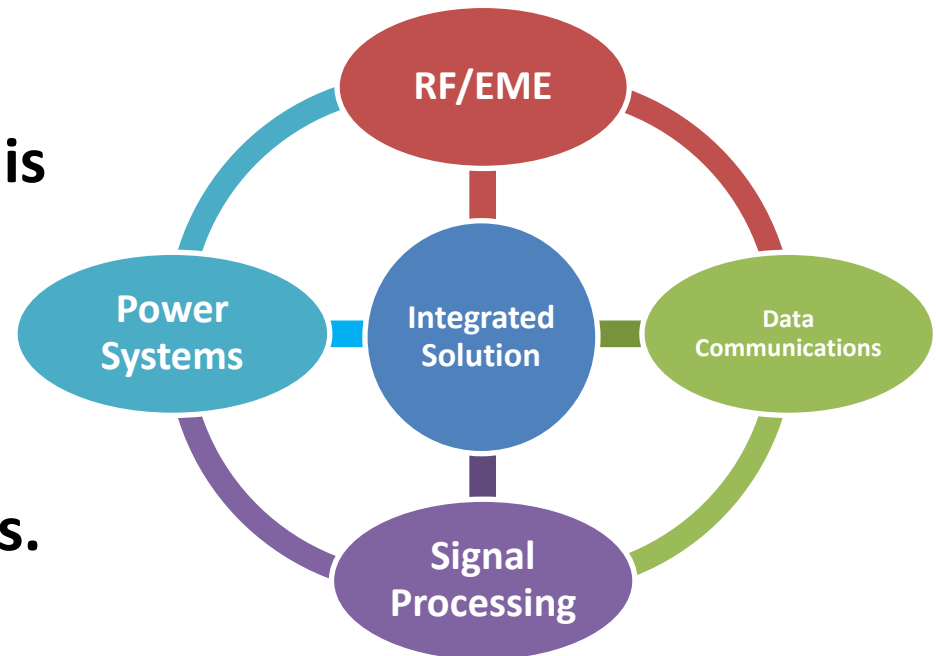 RF/EME
is
Power
Systems
Integrated
Solution
Data
Communications
s.
Signal
Processing